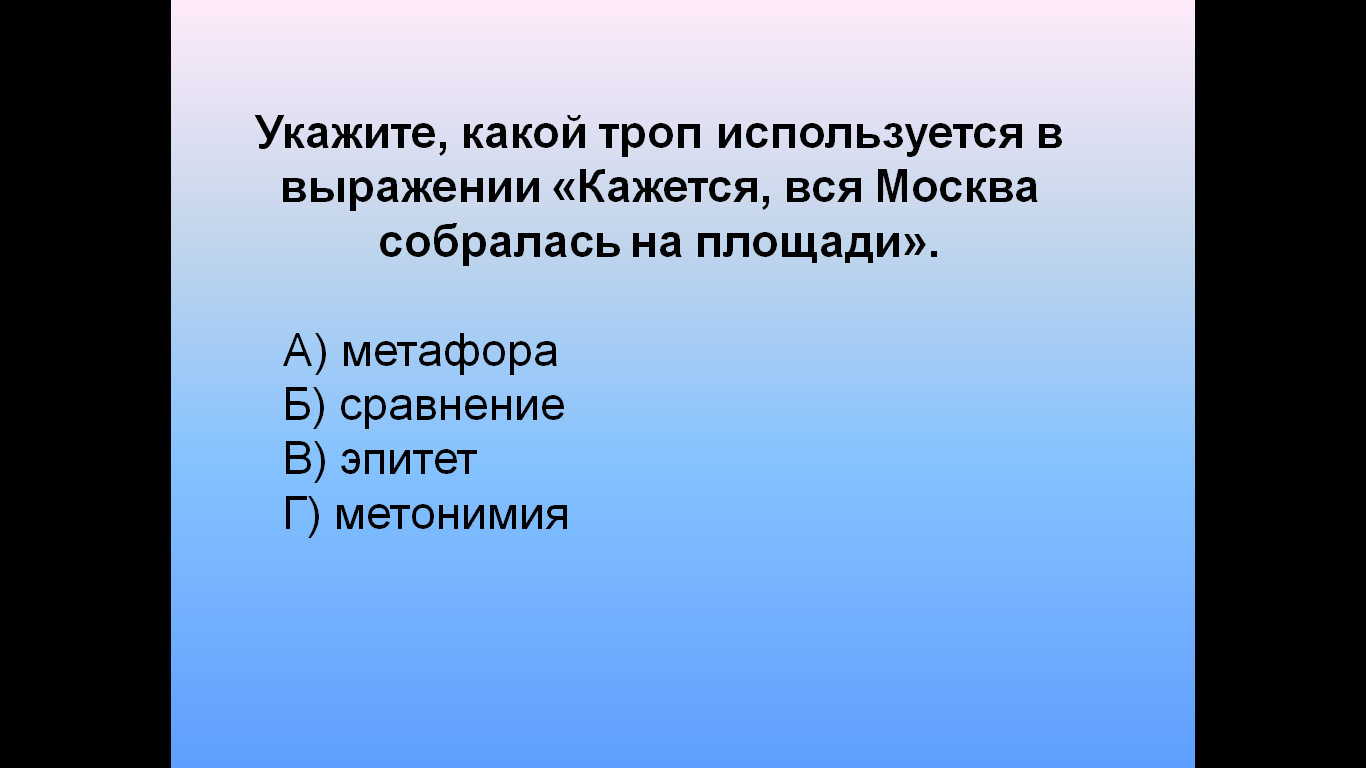 Укажите, какой троп используется в
выражении «Кажется, вся Москва
собралась на площади».
А) метафора
Б) сравнение
В) эпитет
Г) метонимия